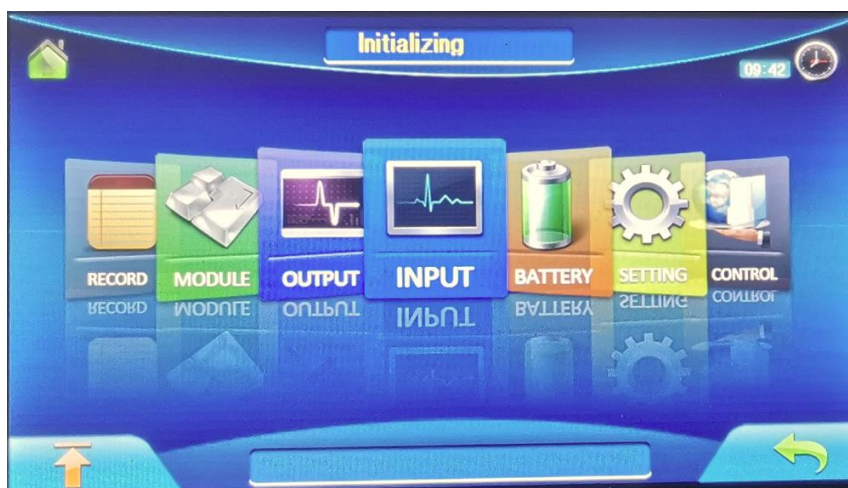 Initializing
09:42
RECORD
MODULE
OUTPUT
INPUT
BATTERY
SETTING
CONTROL